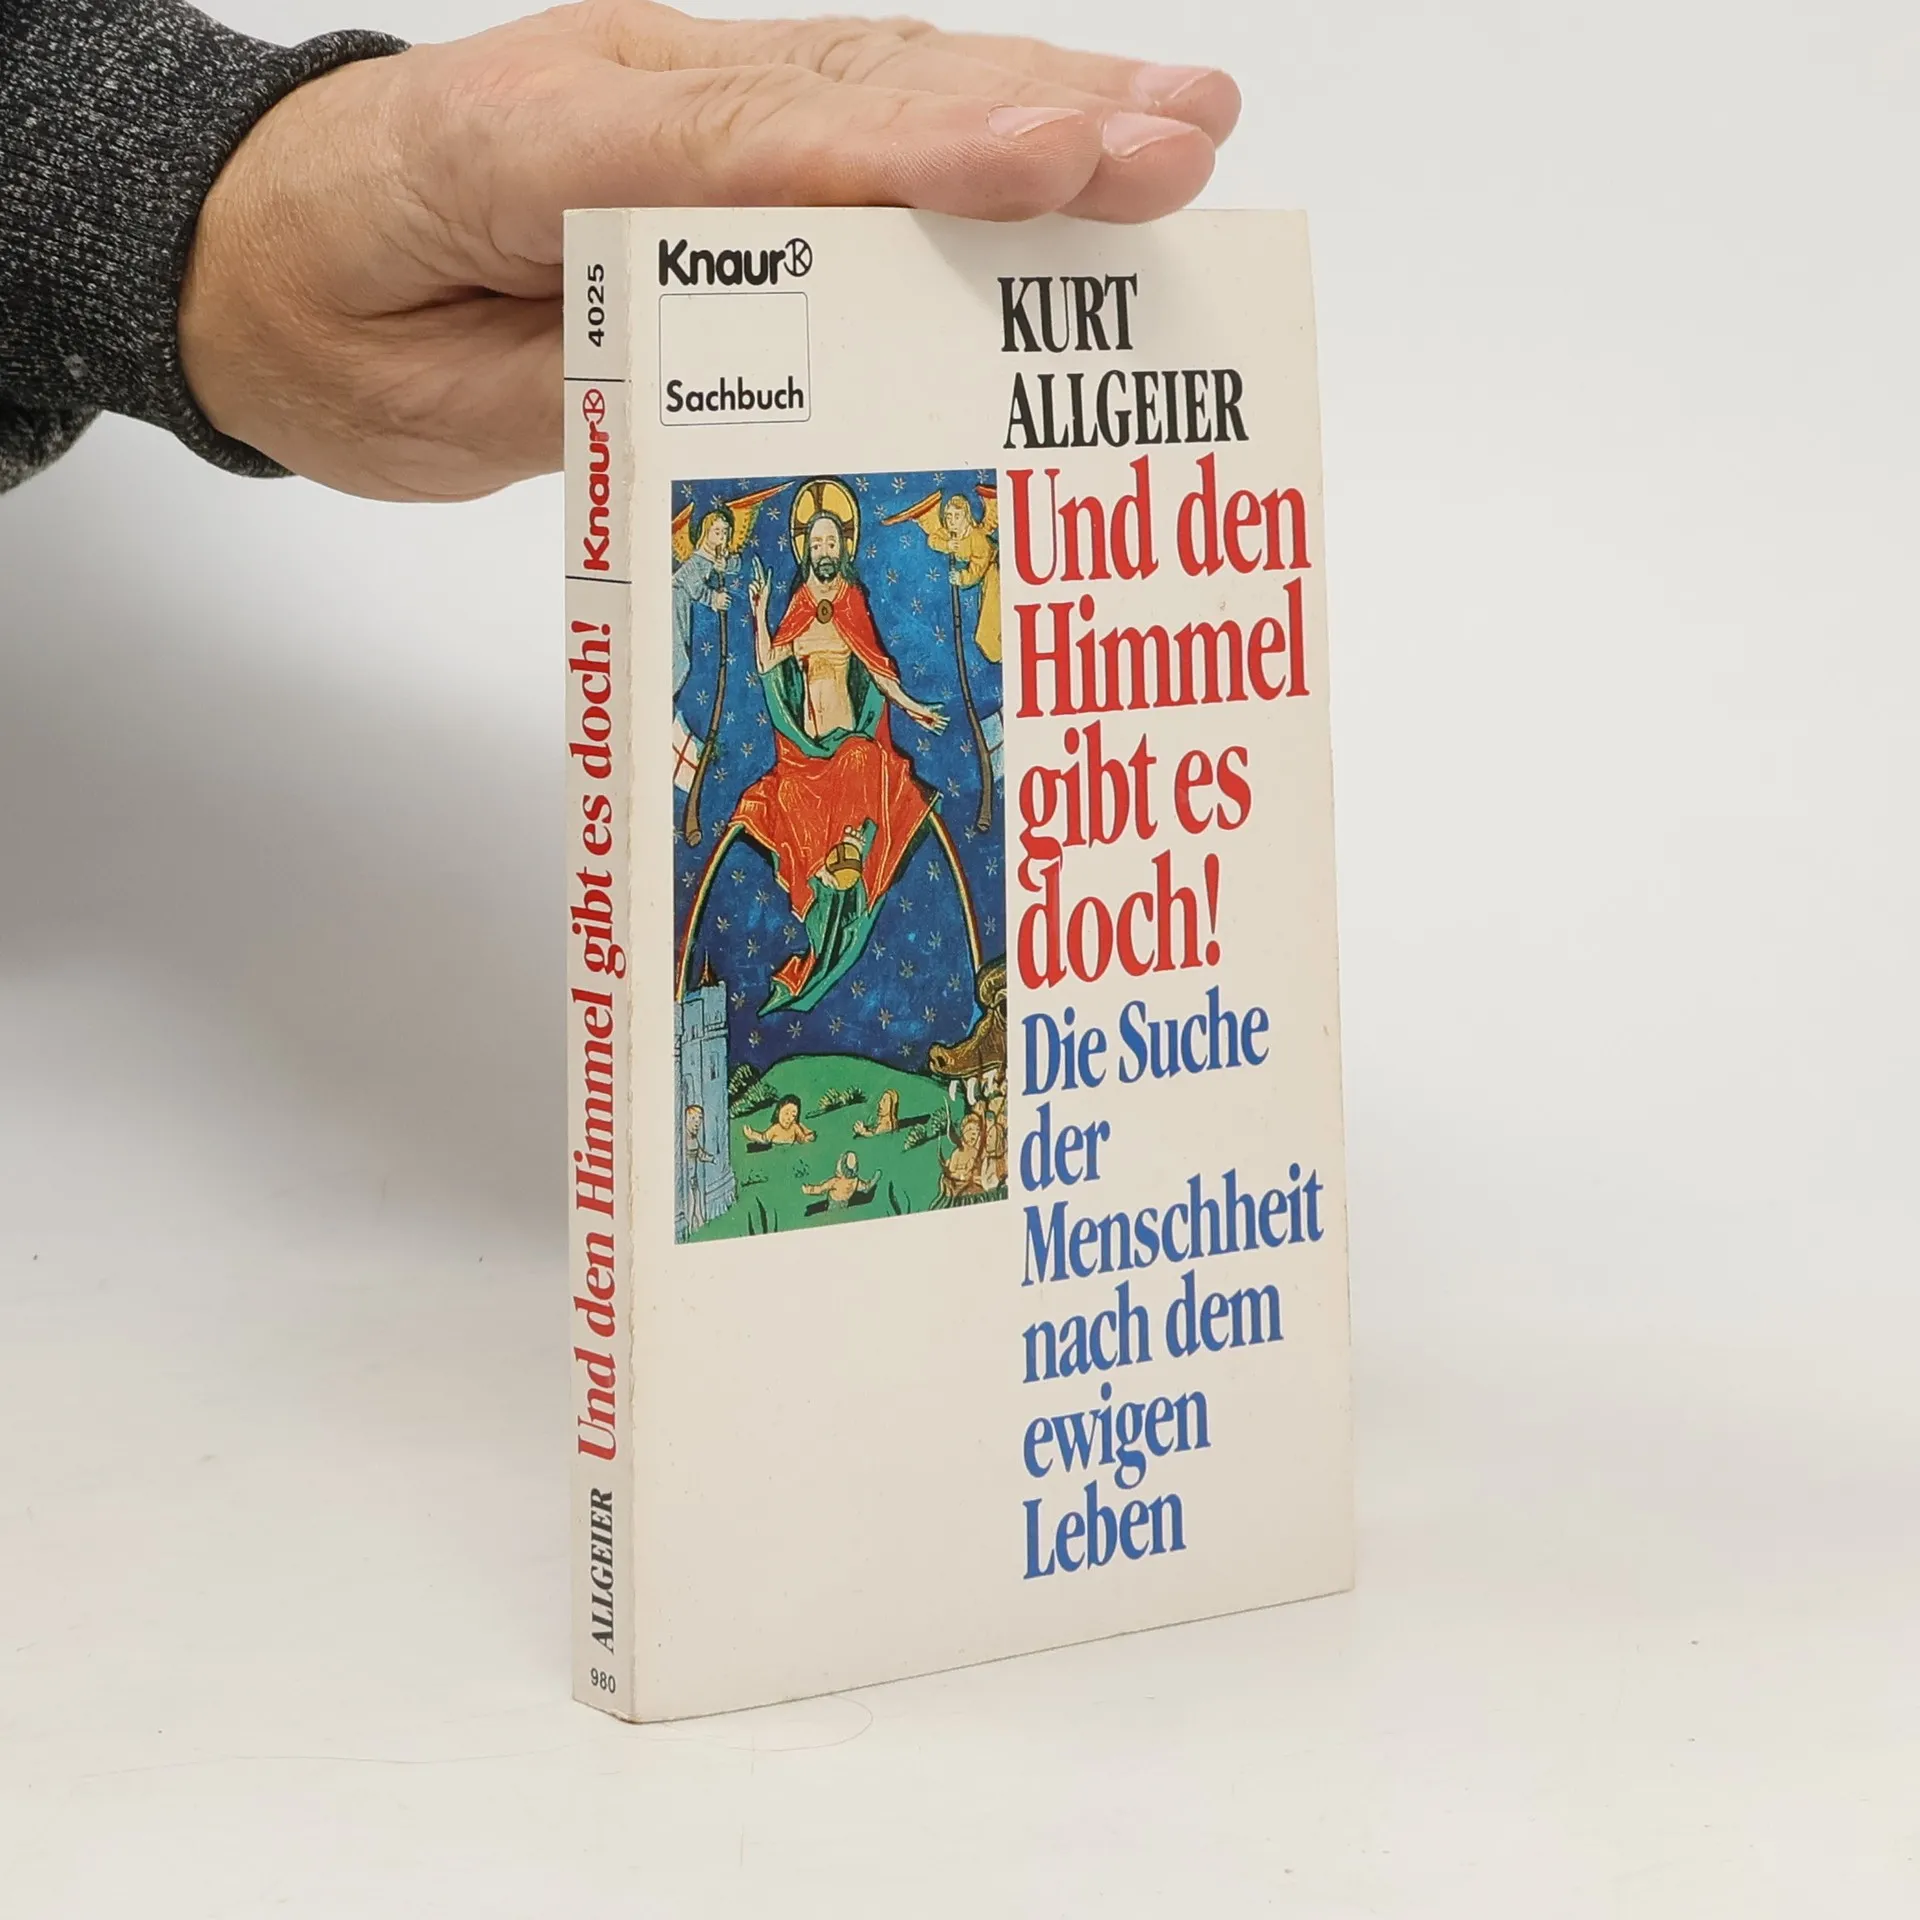 Knaur
Sachbuch
KURT
ALLGEIER
Und den
Himmel
gibt es
doch!
Die Suche
der
Menschheit
nach dem
ewigen
Leben
4025
Knaur
Und den Himmel gibt es doch!
ALLGEIER
980